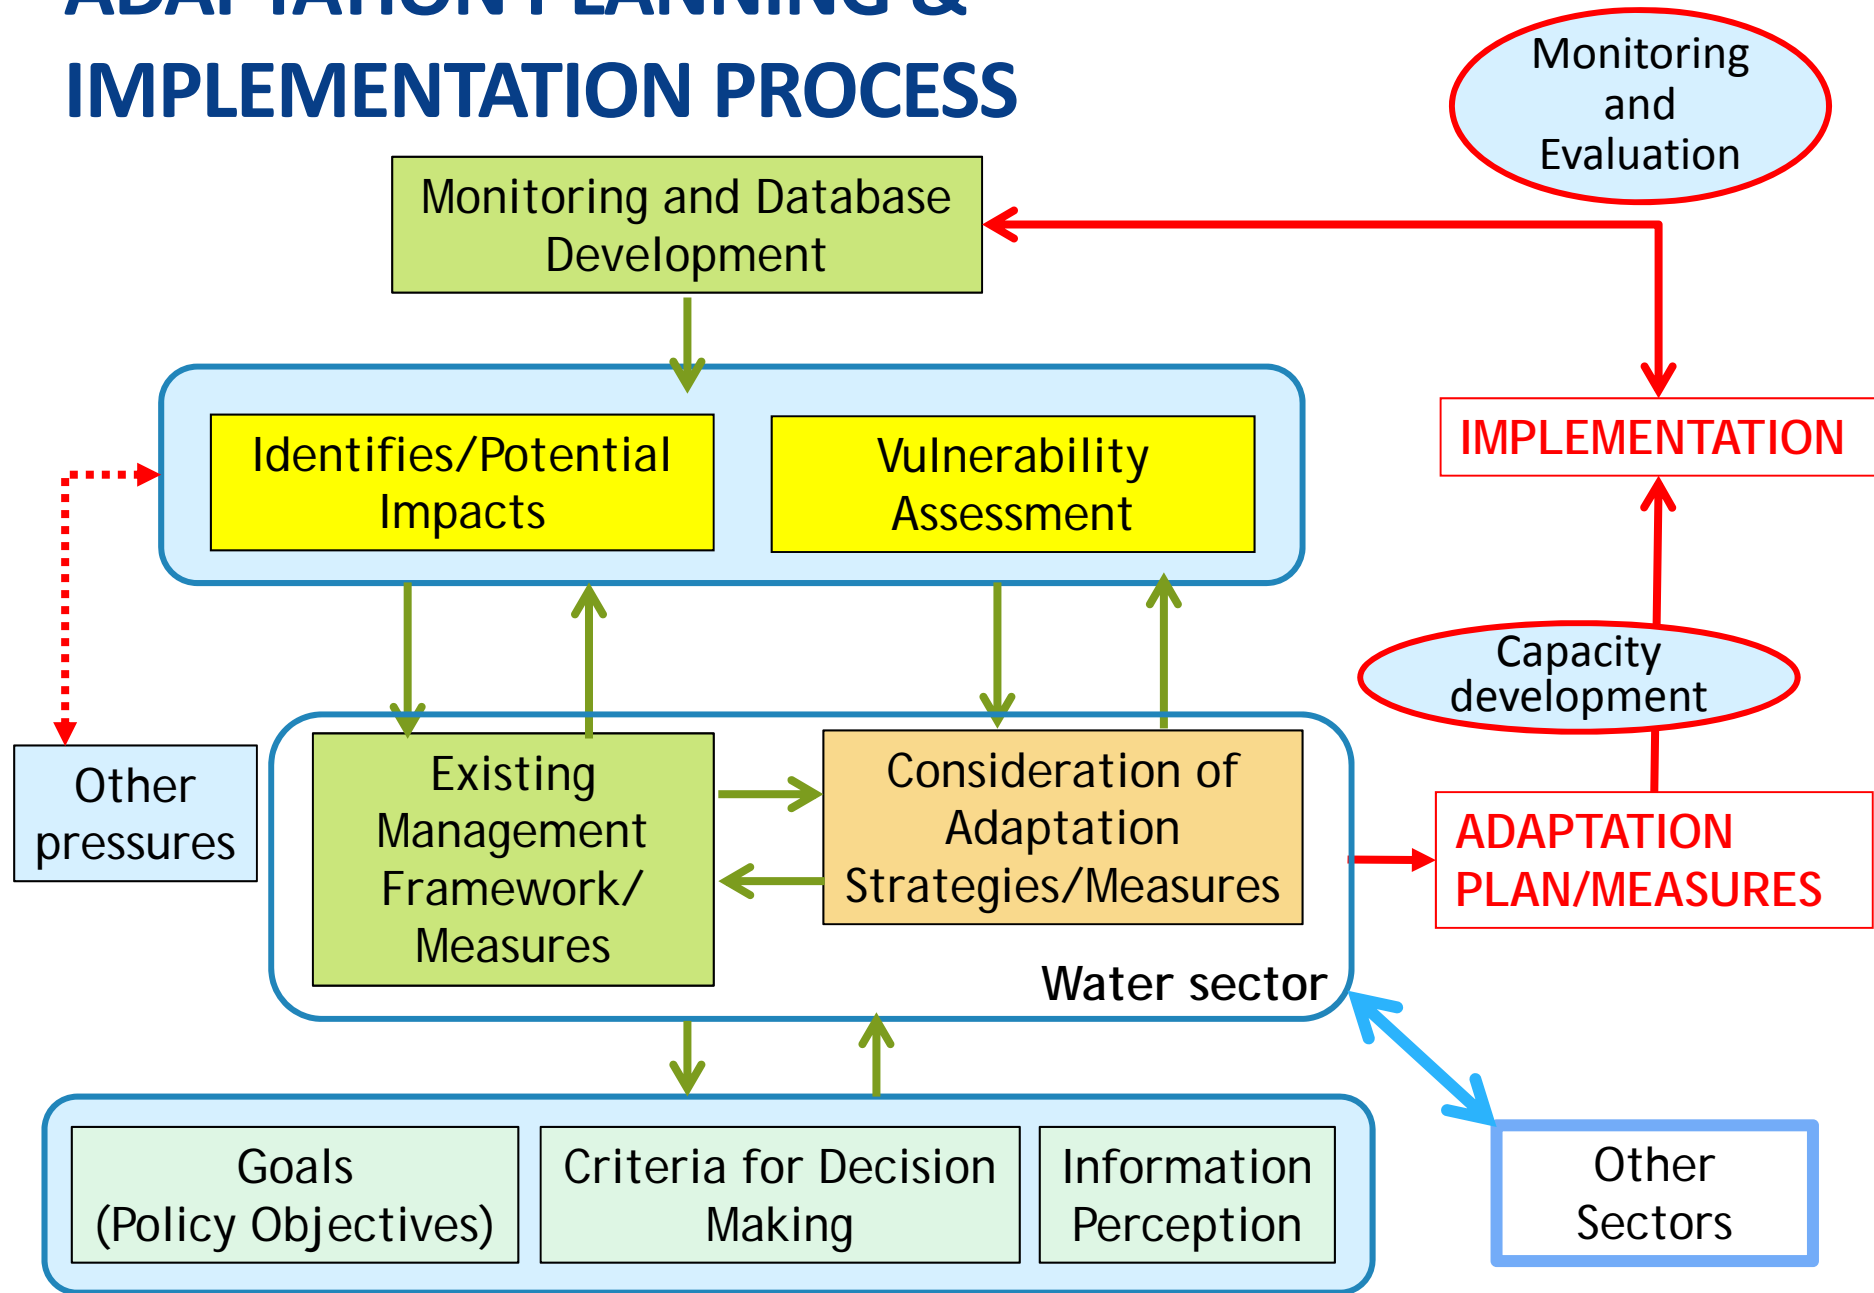 ADAPTATION PLANNING &
IMPLEMENTATION PROCESS
Monitoring
and
Evaluation
Monitoring and Database
Development
Identifies/Potential
Impacts
Vulnerability
Assessment
IMPLEMENTATION
Capacity
development
Other
pressures
Existing
Management
Framework/
Measures
Consideration of
Adaptation
Strategies/Measures
ADAPTATION
PLAN/MEASURES
Water sector
Goals
(Policy Objectives)
Criteria for Decision
Making
Information
Perception
Other
Sectors